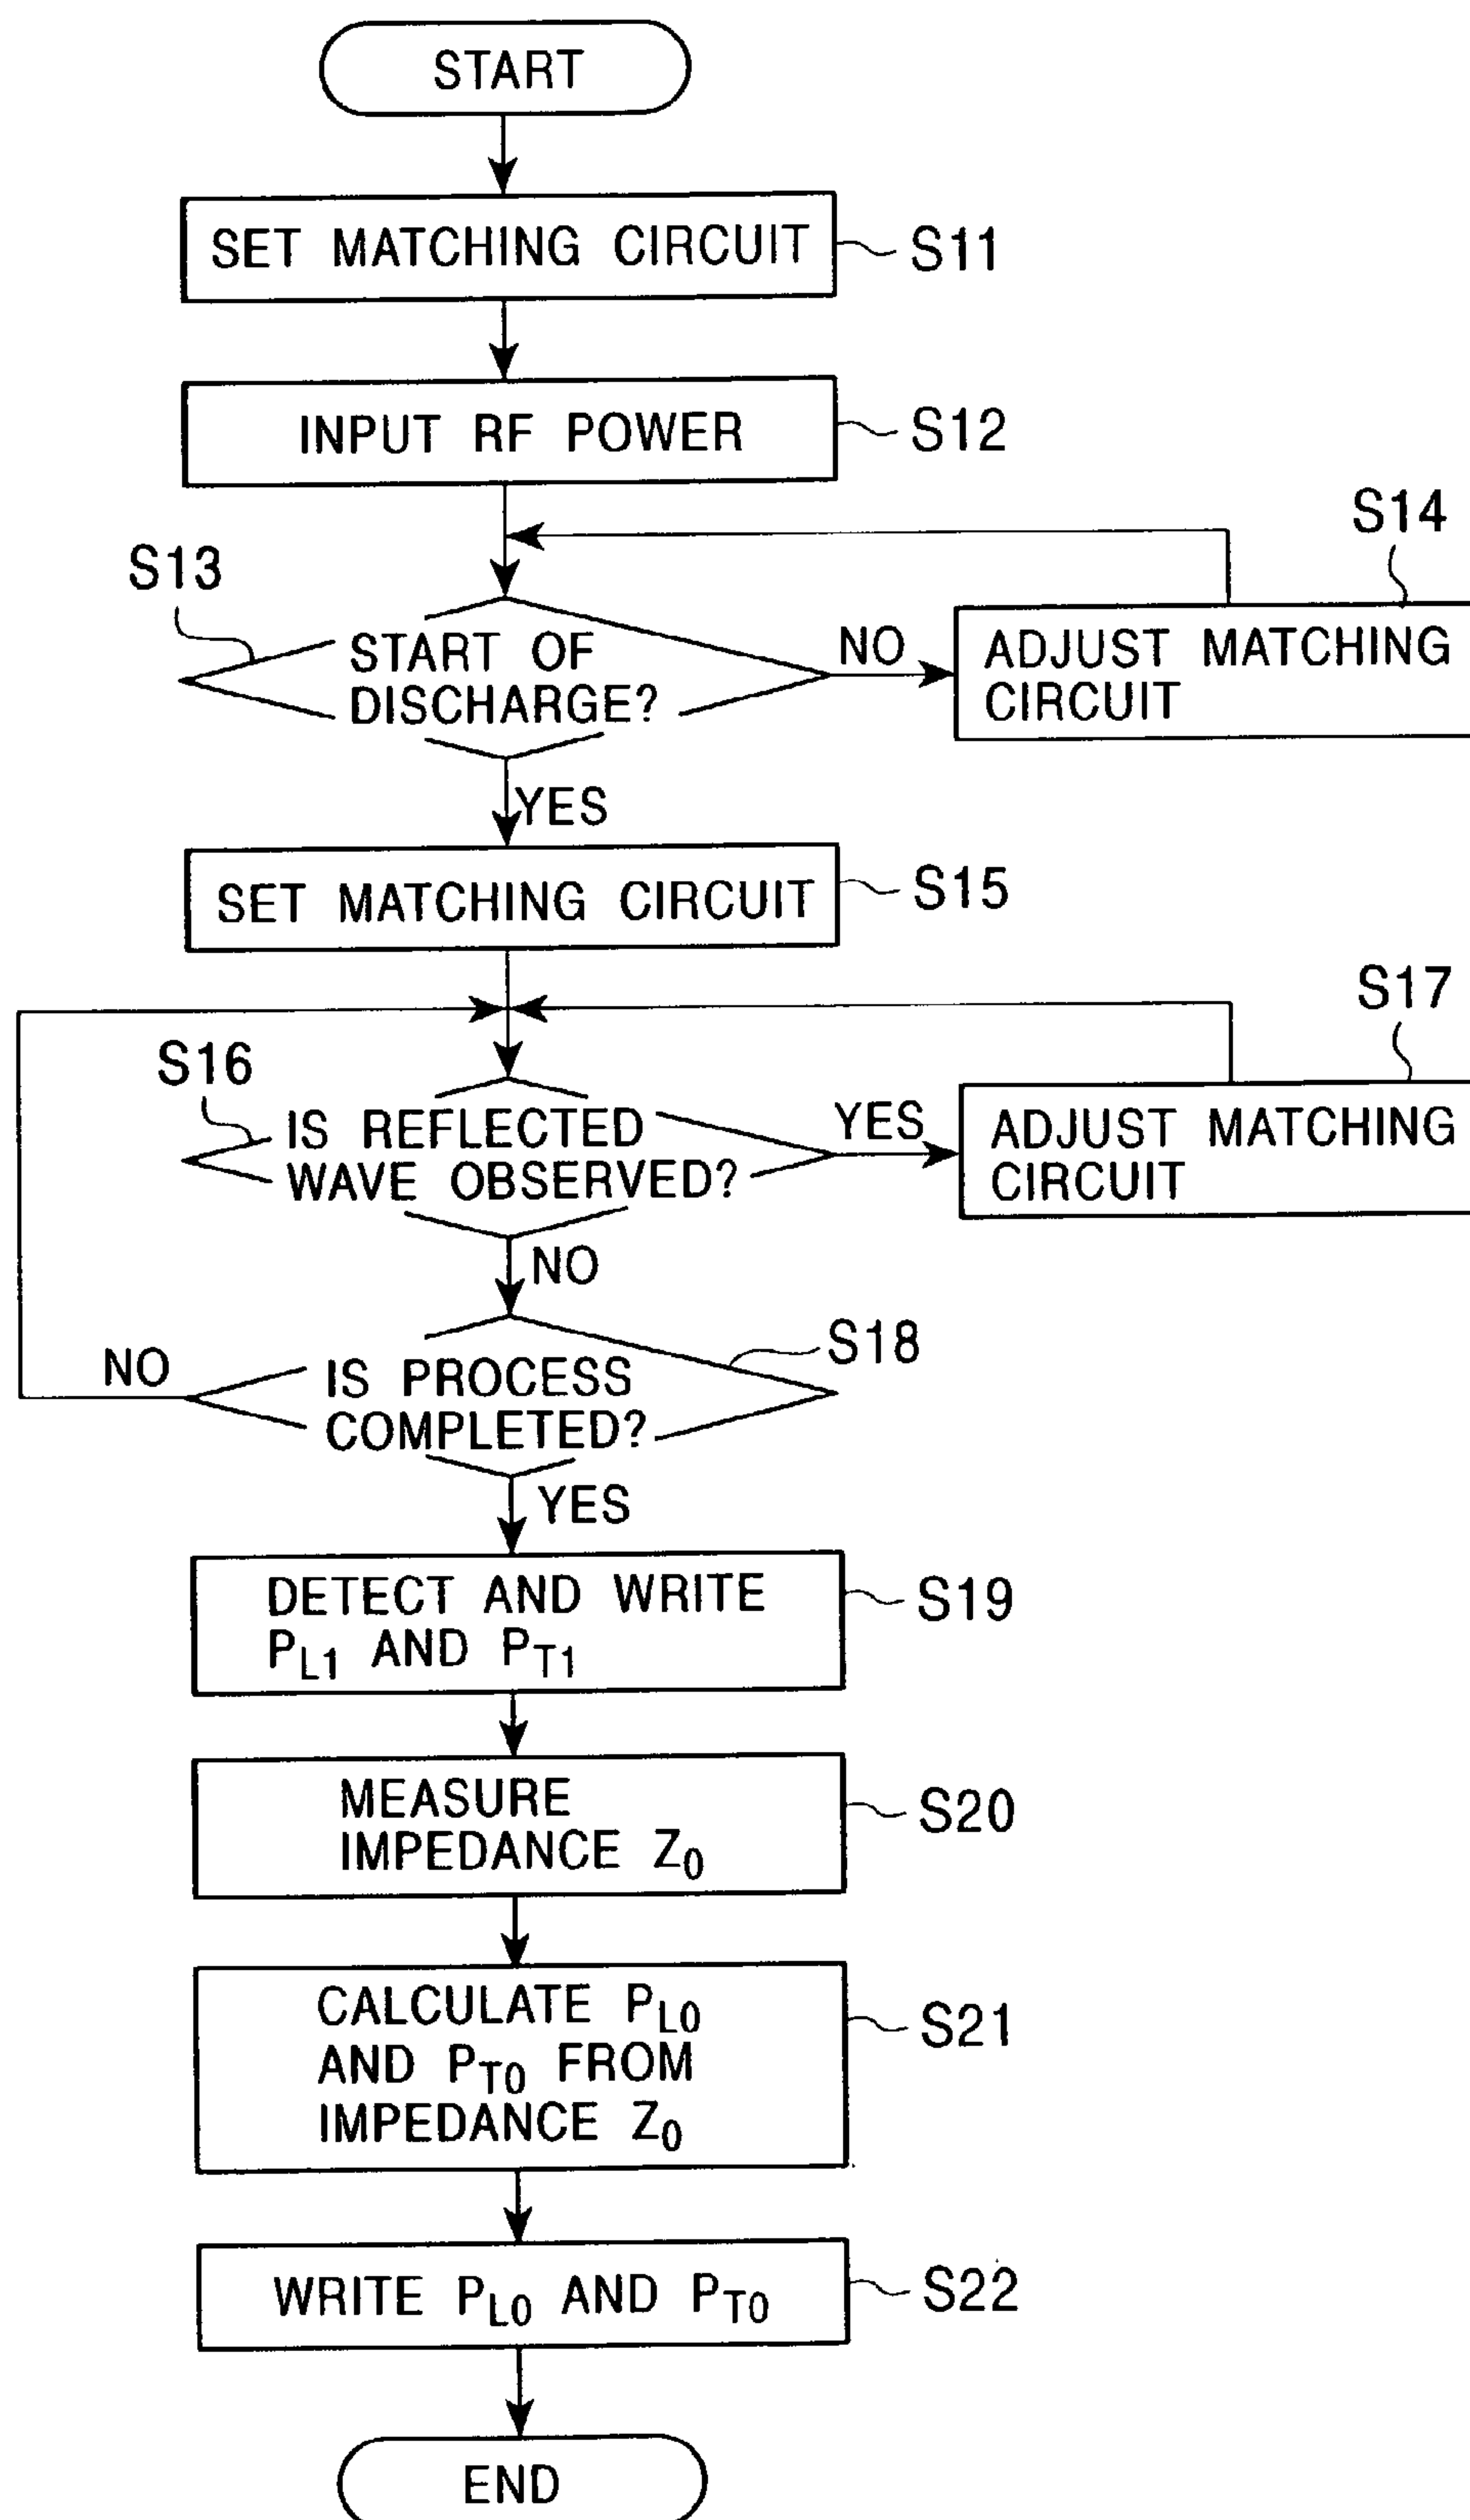 START
SET MATCHING CIRCUIT
S11
INPUT RF POWER
S12
S14
S13
START OF
DISCHARGE?
NO
ADJUST MATCHING
CIRCUIT
YES
SET MATCHING CIRCUIT
S15
S17
S16
IS REFLECTED
WAVE OBSERVED?
YES
ADJUST MATCHING
CIRCUIT
NO
S18
NO
IS PROCESS
COMPLETED?
YES
DETECT AND WRITE
PL1 AND PT1
S19
MEASURE
IMPEDANCE Z0
S20
CALCULATE PL0
AND PT0 FROM
IMPEDANCE Z0
S21
WRITE PL0 AND PT0
S22
END